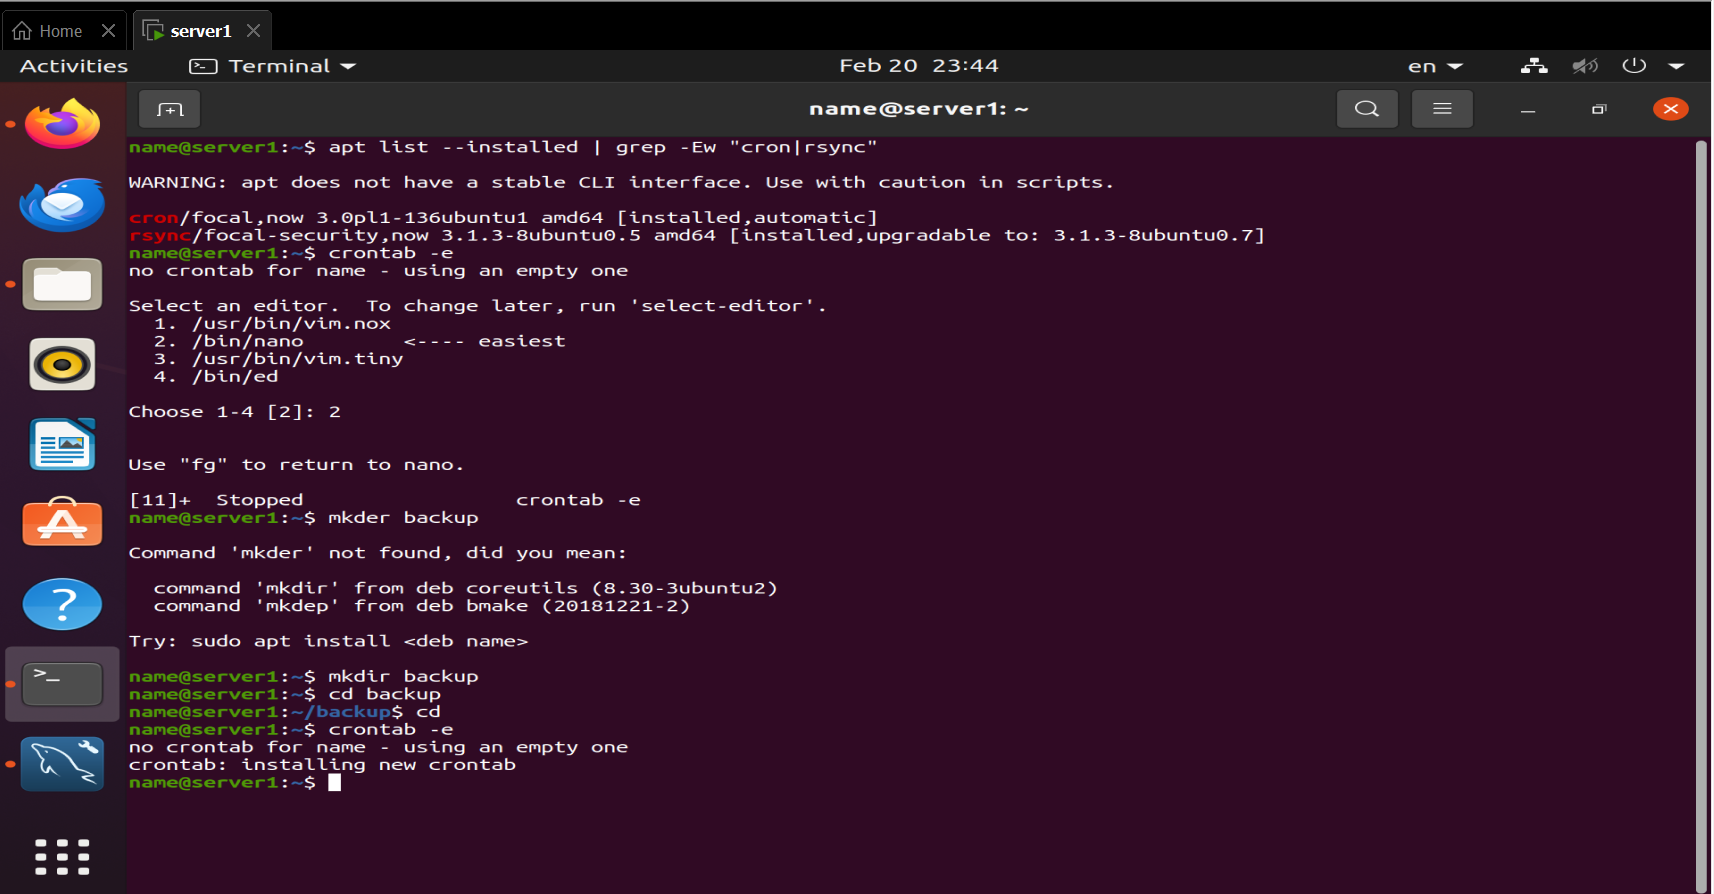 Home
server1
Activities
Terminal
Feb 20 23:44
en
name@server1: ~
name@server1:~$ apt list --installed | grep -Ew "cron|rsync"
WARNING: apt does not have a stable CLI interface. Use with caution in scripts.
cron/focal,now 3.0pl1-136ubuntu1 amd64 [installed,automatic]
rsync/focal-security,now 3.1.3-8ubuntu0.5 amd64 [installed,upgradable to: 3.1.3-8ubuntu0.7]
name@server1:~$ crontab -e
no crontab for name - using an empty one
Select an editor.  To change later, run 'select-editor'.
  1. /usr/bin/vim.nox
  2. /bin/nano        <---- easiest
  3. /usr/bin/vim.tiny
  4. /bin/ed
Choose 1-4 [2]: 2
Use "fg" to return to nano.
[11]+  Stopped                 crontab -e
name@server1:~$ mkder backup
Command 'mkder' not found, did you mean:
  command 'mkdir' from deb coreutils (8.30-3ubuntu2)
  command 'mkdep' from deb bmake (20181221-2)
Try: sudo apt install <deb name>
name@server1:~$ mkdir backup
name@server1:~$ cd backup
name@server1:~/backup$ cd
name@server1:~$ crontab -e
no crontab for name - using an empty one
crontab: installing new crontab
name@server1:~$